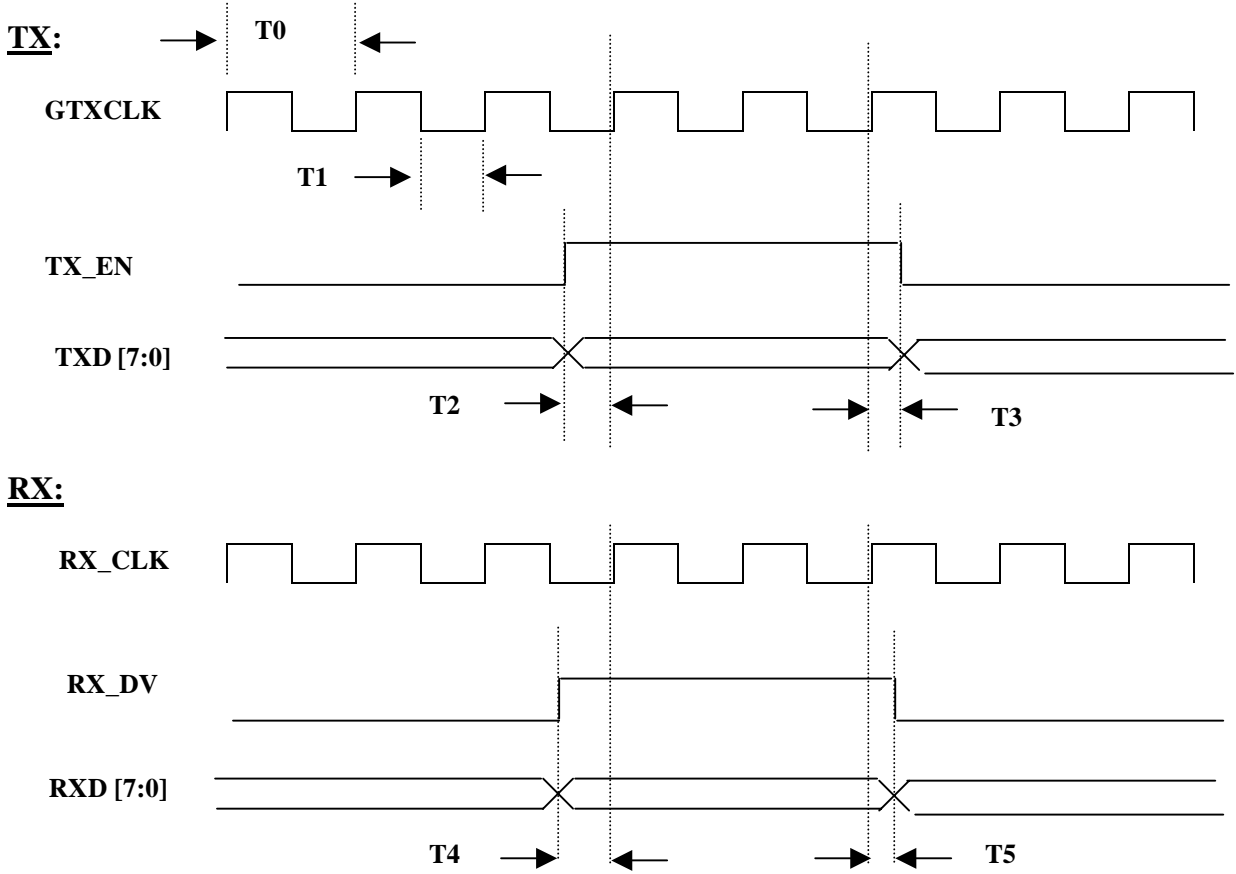 TX:
T0
GTXCLK
T1
TX_EN
TXD [7:0]
T2
T3
RX:
RX_CLK
RX_DV
RXD [7:0]
T4
T5